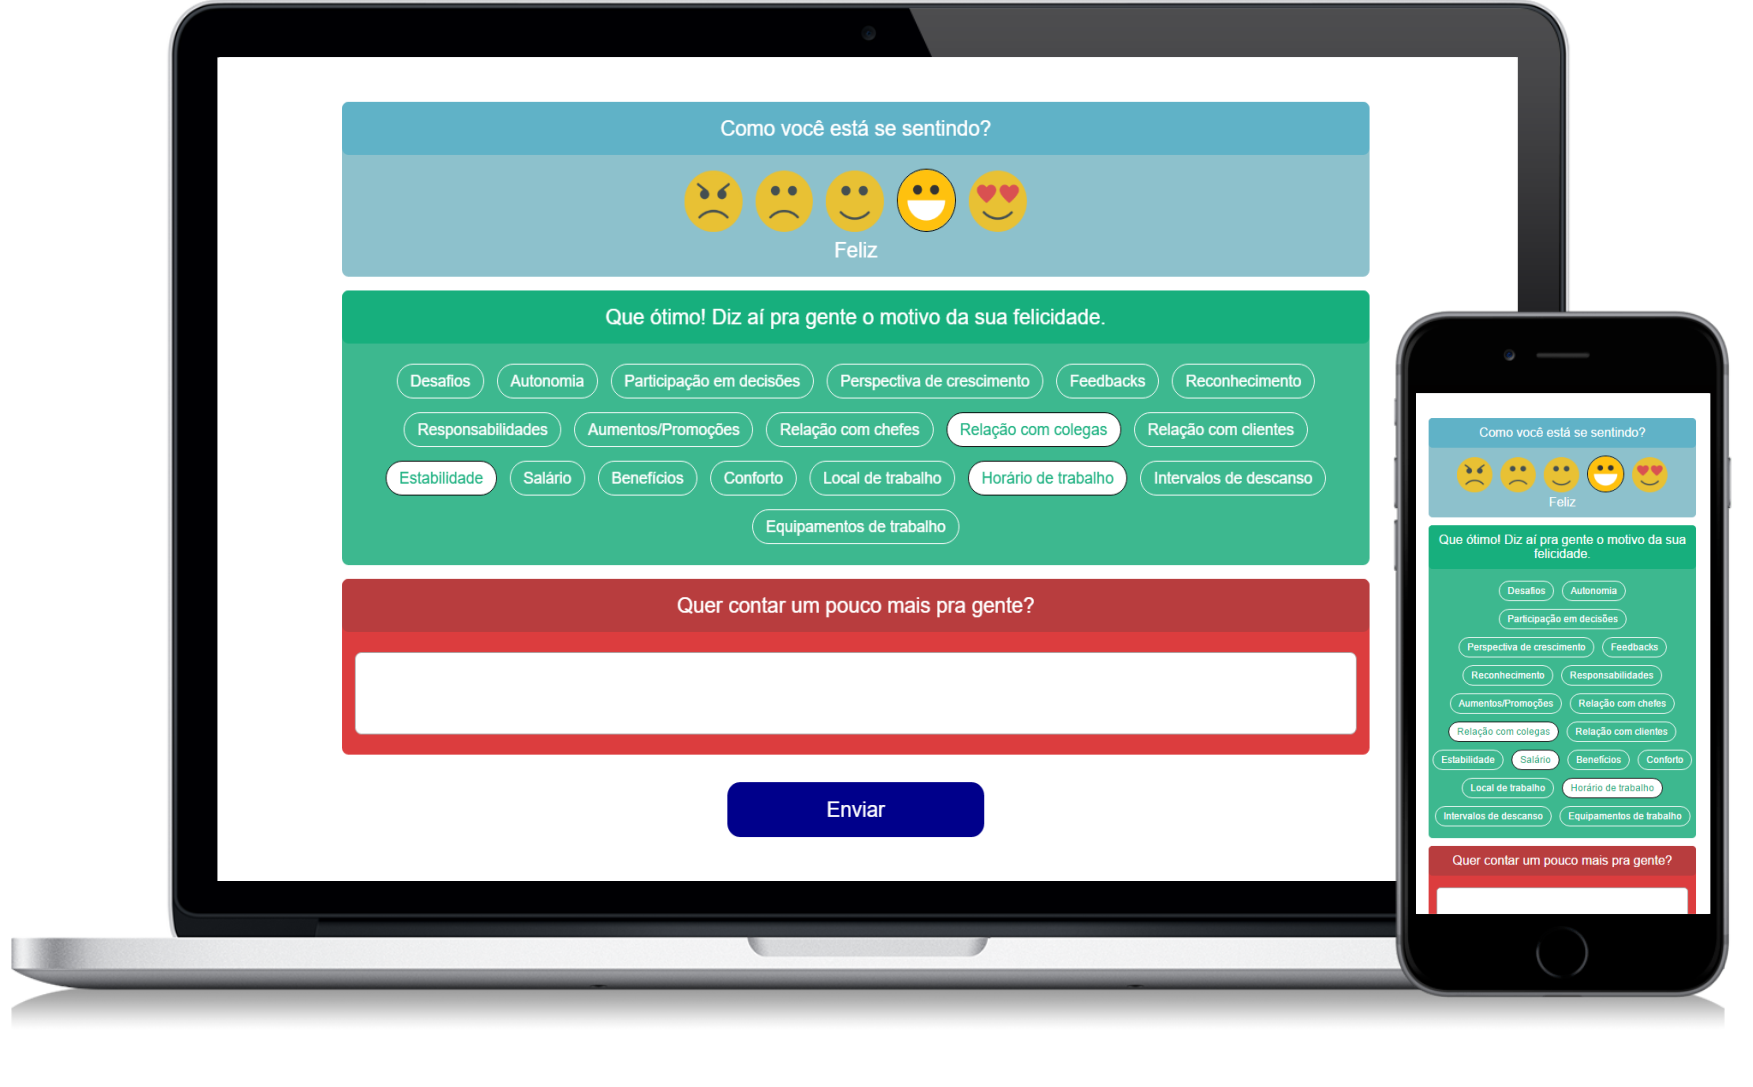 Como você está se sentindo?
Feliz
Que ótimo! Diz aí pra gente o motivo da sua felicidade.
Desafios Autonomia Participação em decisões Perspectiva de crescimento Feedbacks Reconhecimento
Responsabilidades Aumentos/Promoções Relação com chefes Relação com colegas Relação com clientes
Estabilidade Salário Benefícios Conforto Local de trabalho Horário de trabalho Intervalos de descanso
Equipamentos de trabalho
Quer contar um pouco mais pra gente?
Enviar
Como você está se sentindo?
Feliz
Que ótimo! Diz aí pra gente o motivo da sua
felicidade.
Desafios Autonomia
Participação em decisões
Perspectiva de crescimento Feedbacks
Reconhecimento Responsabilidades
Aumentos/Promoções Relação com chefes
Relação com colegas Relação com clientes
Estabilidade Salário Benefícios Conforto
Local de trabalho Horário de trabalho
Intervalos de descanso Equipamentos de trabalho
Quer contar um pouco mais pra gente?